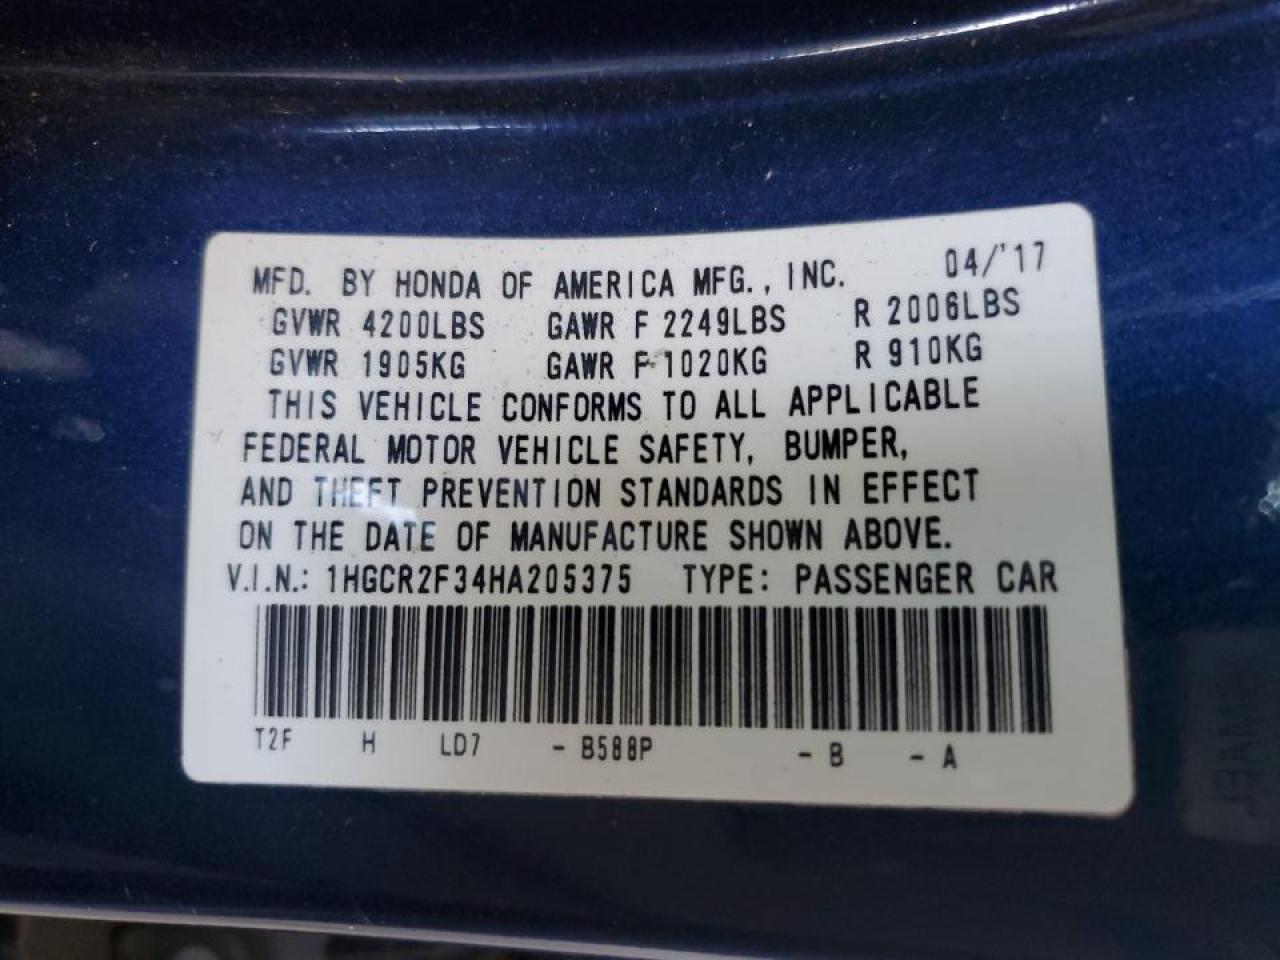 MFD. BY HONDA OF AMERICA MFG., INC. 04/'17
GVWR 4200LBS GAWR F 2249LBS R 2006LBS
GVWR 1905KG GAWR F 1020KG R 910KG
THIS VEHICLE CONFORMS TO ALL APPLICABLE
FEDERAL MOTOR VEHICLE SAFETY, BUMPER,
AND THEFT PREVENTION STANDARDS IN EFFECT
ON THE DATE OF MANUFACTURE SHOWN ABOVE.
V.I.N.: 1HGCR2F34HA205375 TYPE: PASSENGER CAR
T2F H LD7 - B588P - B - A